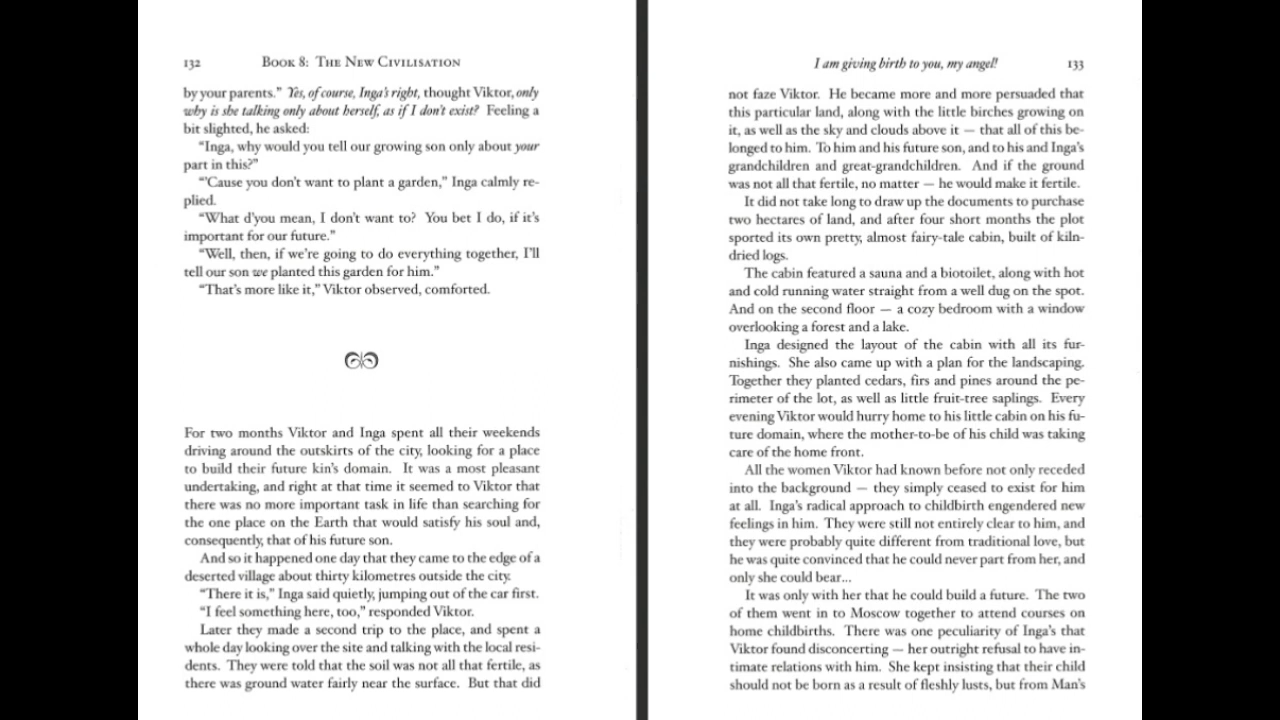 132 Book 8: The New Civilisation
by your parents." Yes, of course, Inga's right, thought Viktor, only
why is she talking only about herself, as if I don't exist? Feeling a
bit slighted, he asked:
"Inga, why would you tell our growing son only about your
part in this?"
"'Cause you don't want to plant a garden," Inga calmly re-
plied.
"What d'you mean, I don't want to? You bet I do, if it's
important for our future."
"Well, then, if we're going to do everything together, I'll
tell our son we planted this garden for him."
"That's more like it," Viktor observed, comforted.
For two months Viktor and Inga spent all their weekends
driving around the outskirts of the city, looking for a place
to build their future kin's domain. It was a most pleasant
undertaking, and right at that time it seemed to Viktor that
there was no more important task in life than searching for
the one place on the Earth that would satisfy his soul and,
consequently, that of his future son.
And so it happened one day that they came to the edge of a
deserted village about thirty kilometres outside the city.
"There it is," Inga said quietly, jumping out of the car first.
"I feel something here, too," responded Viktor.
Later they made a second trip to the place, and spent a
whole day looking over the site and talking with the local resi-
dents. They were told that the soil was not all that fertile, as
there was ground water fairly near the surface. But that did
I am giving birth to you, my angel! 133
not faze Viktor. He became more and more persuaded that
this particular land, along with the little birches growing on
it, as well as the sky and clouds above it — that all of this be-
longed to him. To him and his future son, and to his and Inga's
grandchildren and great-grandchildren. And if the ground
was not all that fertile, no matter — he would make it fertile.
It did not take long to draw up the documents to purchase
two hectares of land, and after four short months the plot
sported its own pretty, almost fairy-tale cabin, built of kiln-
dried logs.
The cabin featured a sauna and a biotoilet, along with hot
and cold running water straight from a well dug on the spot.
And on the second floor — a cozy bedroom with a window
overlooking a forest and a lake.
Inga designed the layout of the cabin with all its fur-
nishings. She also came up with a plan for the landscaping.
Together they planted cedars, firs and pines around the pe-
rimeter of the lot, as well as little fruit-tree saplings. Every
evening Viktor would hurry home to his little cabin on his fu-
ture domain, where the mother-to-be of his child was taking
care of the home front.
All the women Viktor had known before not only receded
into the background — they simply ceased to exist for him
at all. Inga's radical approach to childbirth engendered new
feelings in him. They were still not entirely clear to him, and
they were probably quite different from traditional love, but
he was quite convinced that he could never part from her, and
only she could bear...
It was only with her that he could build a future. The two
of them went in to Moscow together to attend courses on
home childbirths. There was one peculiarity of Inga's that
Viktor found disconcerting — her outright refusal to have in-
timate relations with him. She kept insisting that their child
should not be born as a result of fleshly lusts, but from Man's